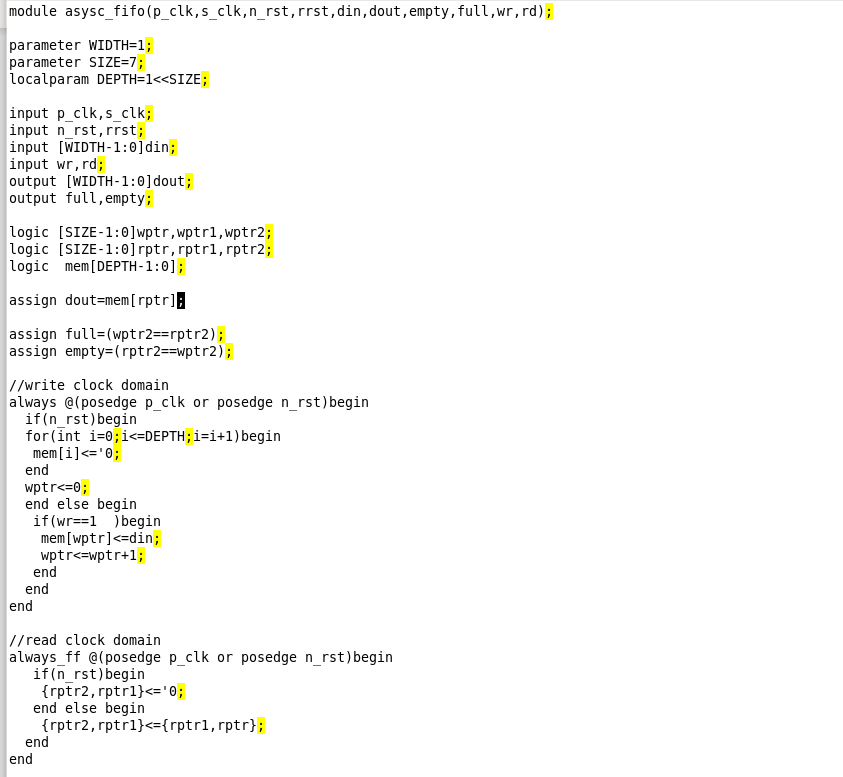 module asysc_fifo(p_clk,s_clk,n_rst,rrst,din,dout,empty,full,wr,rd);
parameter WIDTH=1;
parameter SIZE=7;
localparam DEPTH=1<<SIZE;
input p_clk,s_clk;
input n_rst,rrst;
input [WIDTH-1:0]din;
input wr,rd;
output [WIDTH-1:0]dout;
output full,empty;
logic [SIZE-1:0]wptr,wptr1,wptr2;
logic [SIZE-1:0]rptr,rptr1,rptr2;
logic  mem[DEPTH-1:0];
assign dout=mem[rptr];
assign full=(wptr2==rptr2);
assign empty=(rptr2==wptr2);
//write clock domain
always @(posedge p_clk or posedge n_rst)begin
  if(n_rst)begin
  for(int i=0;i<=DEPTH;i=i+1)begin
   mem[i]<='0;
  end
  wptr<=0;
  end else begin
   if(wr==1  )begin
    mem[wptr]<=din;
    wptr<=wptr+1;
   end
  end
end
//read clock domain
always_ff @(posedge p_clk or posedge n_rst)begin
   if(n_rst)begin
    {rptr2,rptr1}<='0;
   end else begin
    {rptr2,rptr1}<={rptr1,rptr};
  end
end